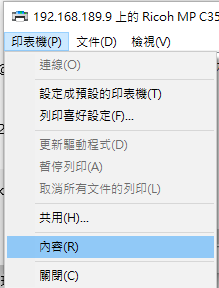 192.168.189.9 上的 Ricoh MP C35
印表機(P) 文件(D) 檢視(V)
連線(O)
設定成預設的印表機(T)
列印喜好設定(F)...
更新驅動程式(D)
暫停列印(A)
取消所有文件的列印(L)
共用(H)...
內容(R)
關閉(C)